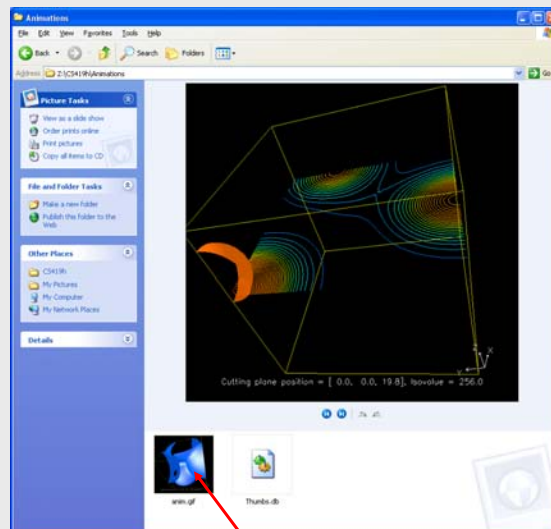 Animations
File Edit View Favorites Tools Help
Back Search Folders
Address Z:\CS419h\Animations Go
Picture Tasks
View as a slide show
Order prints online
Print pictures
Copy all items to CD
File and Folder Tasks
Make a new folder
Publish this folder to the
Web
Other Places
CS419h
My Pictures
My Computer
My Network Places
Details
X
Y
Cutting plane position = [ 0.0, 0.0, 19.8], Isovalue = 256.0
anim.gif Thumbs.db